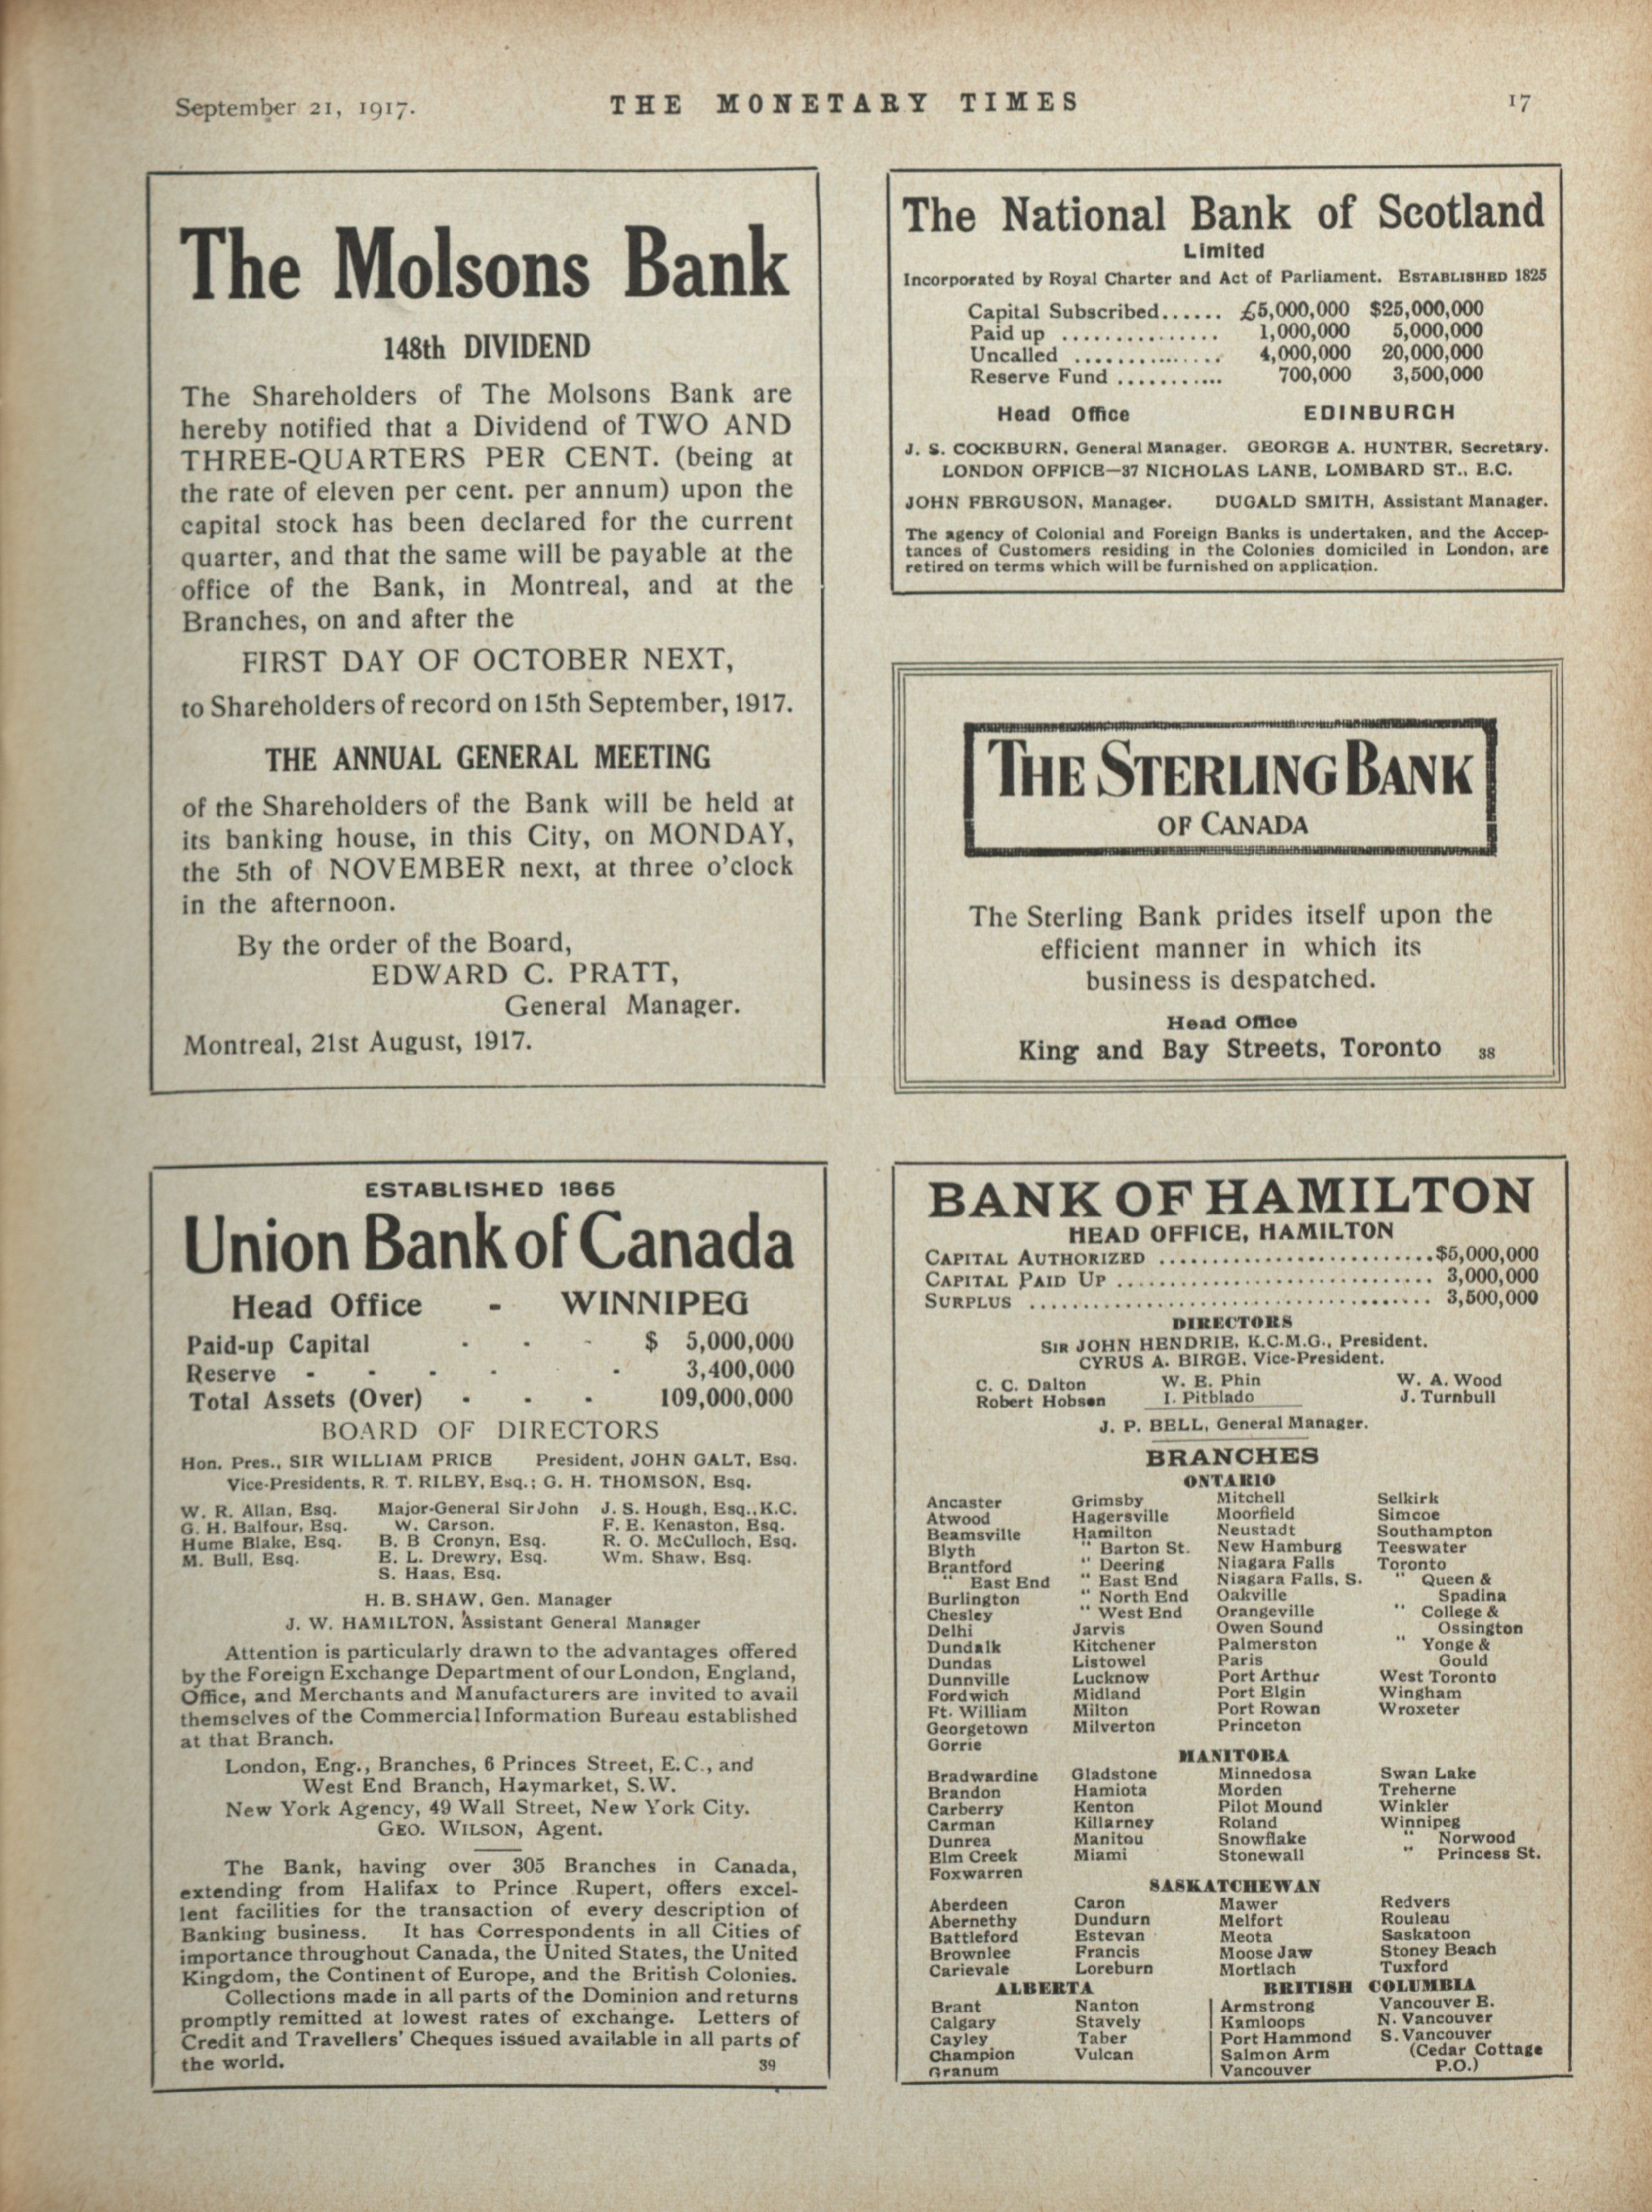 September 21, 1917.
THE MONETARY TIMES
17
The Molsons Bank
148th DIVIDEND
The Shareholders of The Molsons Bank are
hereby notified that a Dividend of TWO AND
THREE-QUARTERS PER CENT. (being at
the rate of eleven per cent. per annum) upon the
capital stock has been declared for the current
quarter, and that the same will be payable at the
office of the Bank, in Montreal, and at the
Branches, on and after the
FIRST DAY OF OCTOBER NEXT,
to Shareholders of record on 15th September, 1917.
THE ANNUAL GENERAL MEETING
of the Shareholders of the Bank will be held at
its banking house, in this City, on MONDAY,
the 5th of NOVEMBER next, at three o'clock
in the afternoon.
By the order of the Board,
EDWARD C. PRATT,
General Manager.
Montreal, 21st August, 1917.
The National Bank of Scotland
Limited
Incorporated by Royal Charter and Act of Parliament. ESTABLISHED 1825
Capital Subscribed...... £5,000,000 $25,000,000
Paid up ............... 1,000,000 5,000,000
Uncalled ............... 4,000,000 20,000,000
Reserve Fund ........... 700,000 3,500,000
Head Office EDINBURGH
J. S. COCKBURN, General Manager. GEORGE A. HUNTER, Secretary.
LONDON OFFICE—37 NICHOLAS LANE, LOMBARD ST., E.C.
JOHN FERGUSON, Manager. DUGALD SMITH, Assistant Manager.
The agency of Colonial and Foreign Banks is undertaken, and the Accep-
tances of Customers residing in the Colonies domiciled in London, are
retired on terms which will be furnished on application.
THE STERLING BANK
OF CANADA
The Sterling Bank prides itself upon the
efficient manner in which its
business is despatched.
Head Office
King and Bay Streets, Toronto 38
ESTABLISHED 1865
Union Bank of Canada
Head Office - WINNIPEG
Paid-up Capital - - - $ 5,000,000
Reserve - - - - - 3,400,000
Total Assets (Over) - - - 109,000,000
BOARD OF DIRECTORS
Hon. Pres., SIR WILLIAM PRICE President, JOHN GALT, Esq.
Vice-Presidents, R. T. RILEY, Esq.; G. H. THOMSON, Esq.
W. R. Allan, Esq. Major-General Sir John J. S. Hough, Esq., K.C.
G. H. Balfour, Esq. W. Carson. F. E. Kenaston, Esq.
Hume Blake, Esq. B. B Cronyn, Esq. R. O. McCulloch, Esq.
M. Bull, Esq. E. L. Drewry, Esq. Wm. Shaw, Esq.
S. Haas, Esq.
H. B. SHAW, Gen. Manager
J. W. HAMILTON, Assistant General Manager
Attention is particularly drawn to the advantages offered
by the Foreign Exchange Department of our London, England,
Office, and Merchants and Manufacturers are invited to avail
themselves of the Commercial Information Bureau established
at that Branch.
London, Eng., Branches, 6 Princes Street, E.C., and
West End Branch, Haymarket, S.W.
New York Agency, 49 Wall Street, New York City.
GEO. WILSON, Agent.
The Bank, having over 305 Branches in Canada,
extending from Halifax to Prince Rupert, offers excel-
lent facilities for the transaction of every description of
Banking business. It has Correspondents in all Cities of
importance throughout Canada, the United States, the United
Kingdom, the Continent of Europe, and the British Colonies.
Collections made in all parts of the Dominion and returns
promptly remitted at lowest rates of exchange. Letters of
Credit and Travellers' Cheques issued available in all parts of
the world. 39
BANK OF HAMILTON
HEAD OFFICE, HAMILTON
CAPITAL AUTHORIZED ..........................$5,000,000
CAPITAL PAID UP .............................. 3,000,000
SURPLUS ...................................... 3,500,000
DIRECTORS
SIR JOHN HENDRIE, K.C.M.G., President.
CYRUS A. BIRGE, Vice-President.
C. C. Dalton W. E. Phin W. A. Wood
Robert Hobson I. Pitblado J. Turnbull
J. P. BELL, General Manager.
BRANCHES
ONTARIO
Ancaster Grimsby Mitchell Selkirk
Atwood Hagersville Moorfield Simcoe
Beamsville Hamilton Neustadt Southampton
Blyth " Barton St. New Hamburg Teeswater
Brantford " Deering Niagara Falls Toronto
" East End " East End Niagara Falls, S. " Queen &
Burlington " North End Oakville Spadina
Chesley " West End Orangeville " College &
Delhi Jarvis Owen Sound Ossington
Dundalk Kitchener Palmerston " Yonge &
Dundas Listowel Paris Gould
Dunnville Lucknow Port Arthur West Toronto
Fordwich Midland Port Elgin Wingham
Ft. William Milton Port Rowan Wroxeter
Georgetown Milverton Princeton
Gorrie
MANITOBA
Bradwardine Gladstone Minnedosa Swan Lake
Brandon Hamiota Morden Treherne
Carberry Kenton Pilot Mound Winkler
Carman Killarney Roland Winnipeg
Dunrea Manitou Snowflake " Norwood
Elm Creek Miami Stonewall " Princess St.
Foxwarren
SASKATCHEWAN
Aberdeen Caron Mawer Redvers
Abernethy Dundurn Melfort Rouleau
Battleford Estevan Meota Saskatoon
Brownlee Francis Moose Jaw Stoney Beach
Carievale Loreburn Mortlach Tuxford
ALBERTA BRITISH COLUMBIA
Brant Nanton Armstrong Vancouver E.
Calgary Stavely Kamloops N. Vancouver
Cayley Taber Port Hammond S. Vancouver
Champion Vulcan Salmon Arm (Cedar Cottage
Granum Vancouver P.O.)